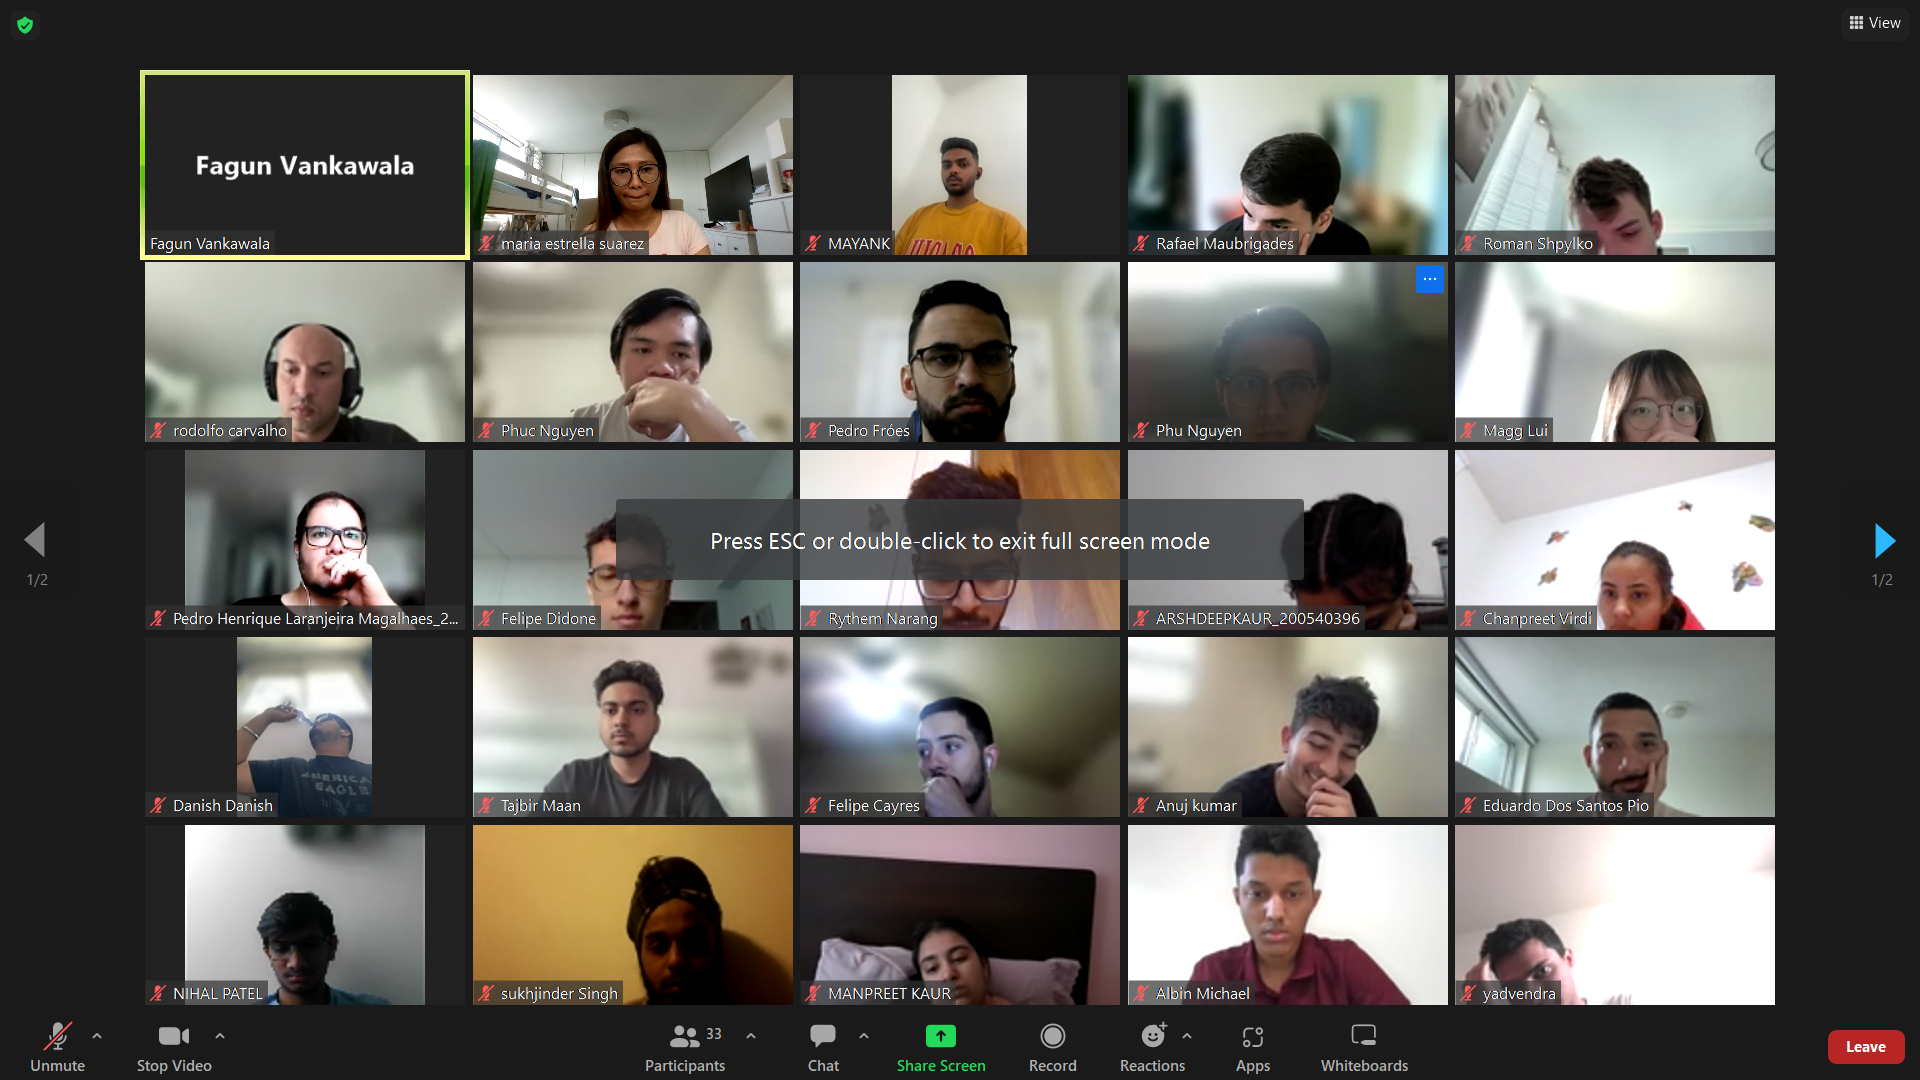 View
Fagun Vankawala
Fagun Vankawala
maria estrella suarez
MAYANK
Rafael Maubrigades
Roman Shpylko
rodolfo carvalho
Phuc Nguyen
Pedro Fróes
Phu Nguyen
Magg Lui
Pedro Henrique Laranjeira Magalhaes_2...
Felipe Didone
Rythem Narang
ARSHDEEPKAUR_200540396
Chanpreet Virdi
Press ESC or double-click to exit full screen mode
1/2
1/2
AMERICA
EAGLE
Danish Danish
Tajbir Maan
Felipe Cayres
Anuj kumar
Eduardo Dos Santos Pio
NIHAL PATEL
sukhjinder Singh
MANPREET KAUR
Albin Michael
yadvendra
Unmute
Stop Video
33
Participants
Chat
Share Screen
Record
Reactions
Apps
Whiteboards
Leave